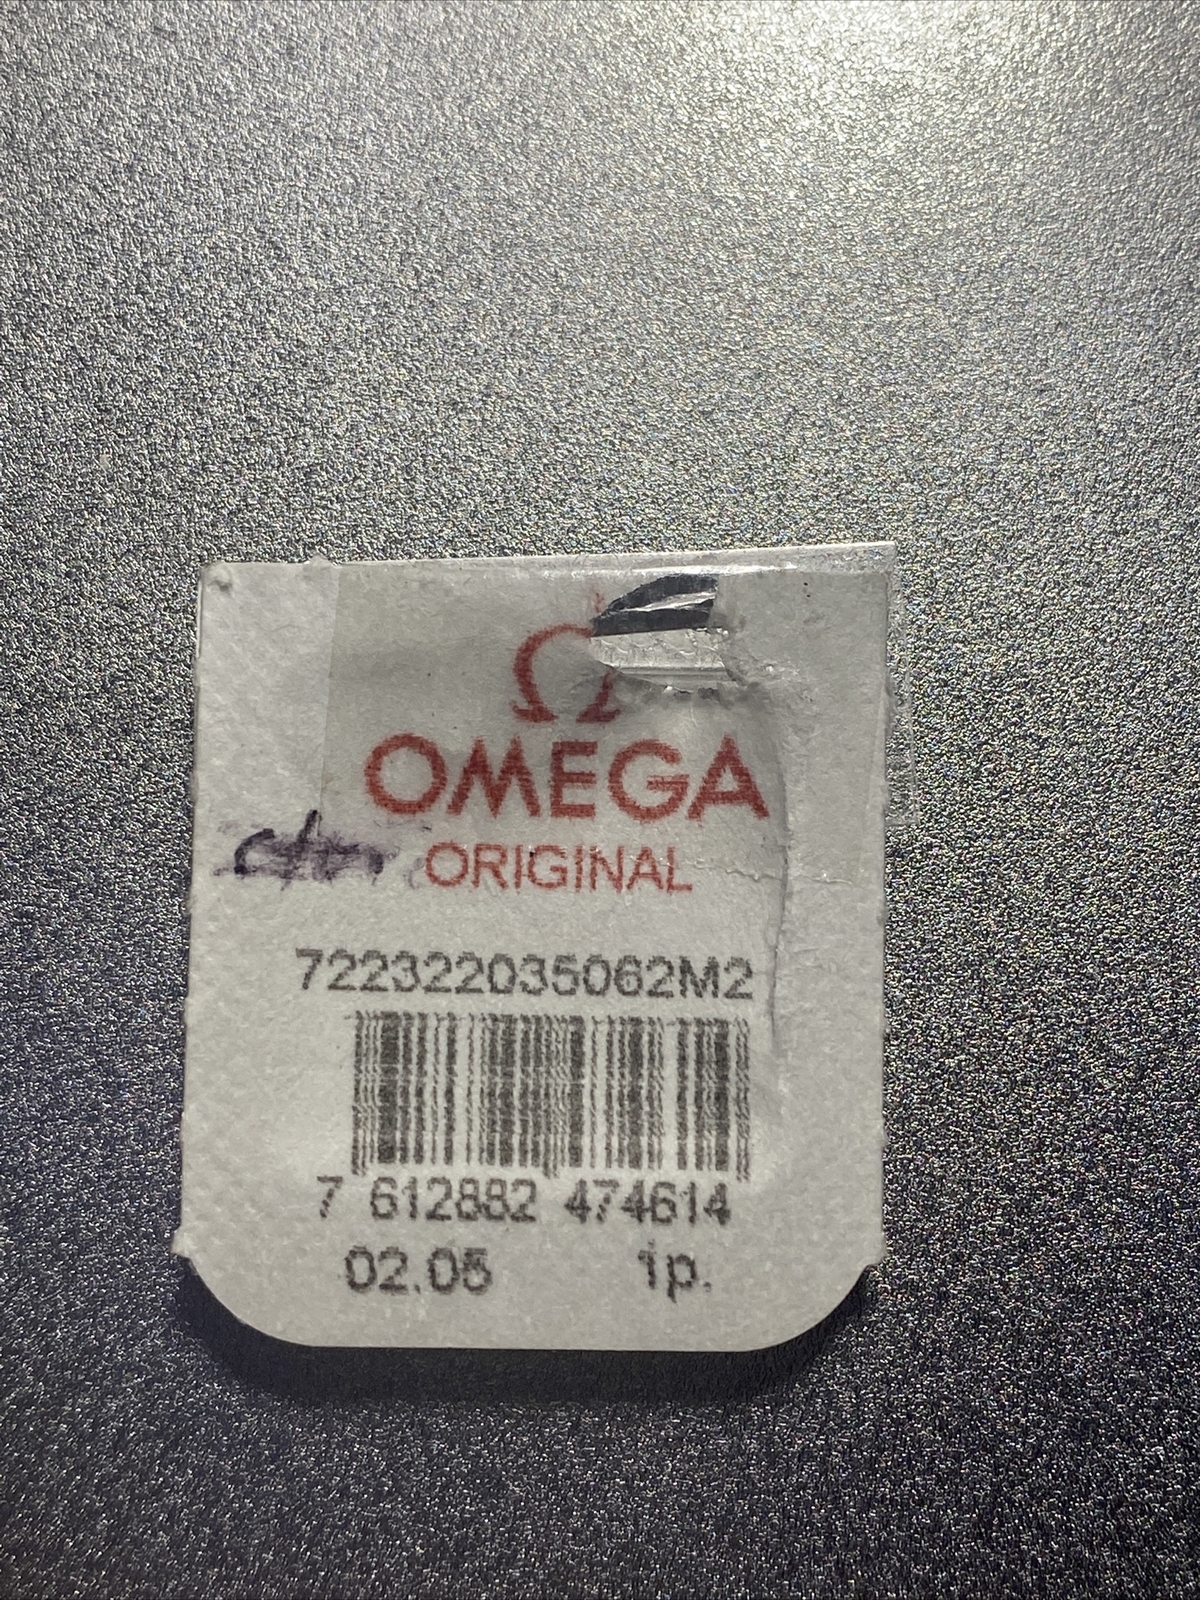 Ω
OMEGA
ORIGINAL
722322035062M2
7 612882 474614
02.05 1p.